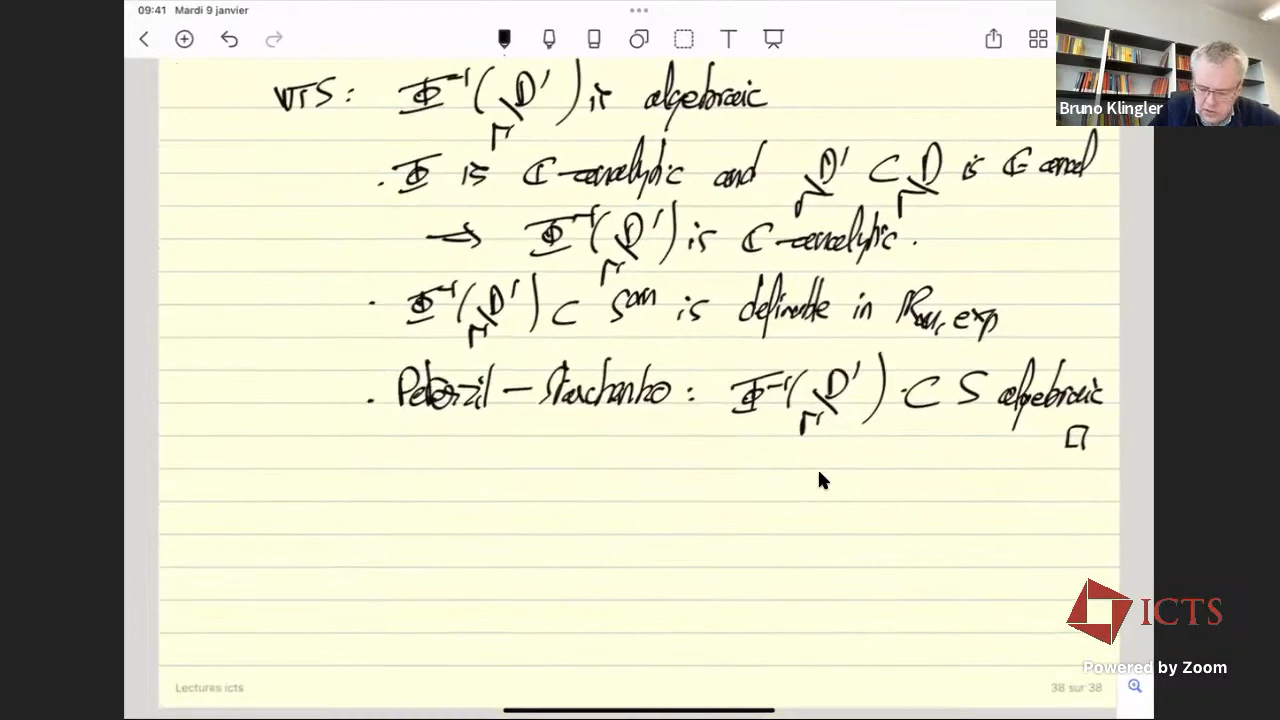 09:41 Mardi 9 janvier
Bruno Klingler
WTS: Φ⁻¹(Γ\D') is algebraic
. Φ is ℂ-analytic and Γ\D' ⊂ Γ\D is ℂ anal
→ Φ⁻¹(Γ\D') is ℂ-analytic.
. Φ⁻¹(Γ\D') ⊂ S^an is definable in ℝ_an, exp
. Peterzil - Starchenko: Φ⁻¹(Γ\D') ⊂ S algebraic
□
ICTS
Powered by Zoom
Lectures icts
38 sur 38